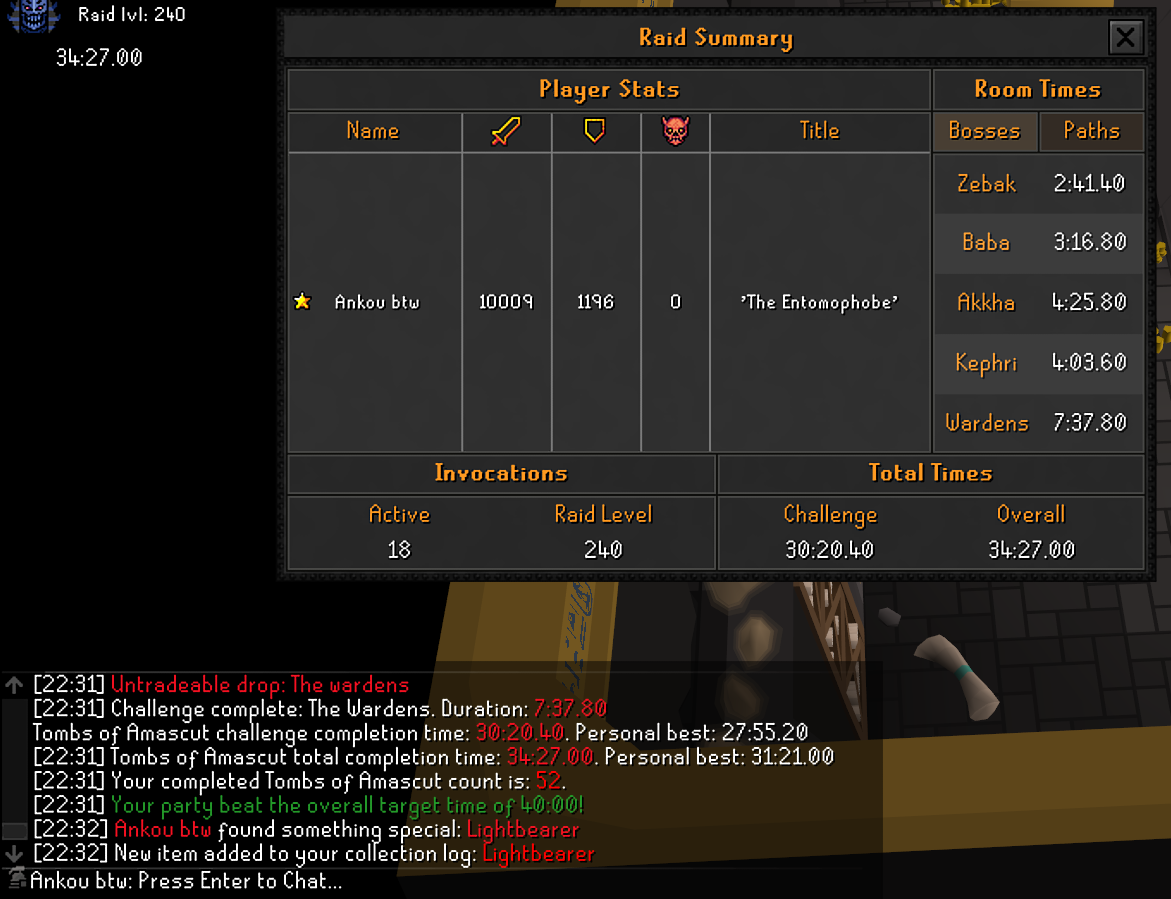 Raid lvl: 240
34:27.00
Raid Summary
Player Stats
Room Times
Name
Title
Bosses
Paths
Ankou btw 10009 1196 0 'The Entomophobe'
Zebak 2:41.40
Baba 3:16.80
Akkha 4:25.80
Kephri 4:03.60
Wardens 7:37.80
Invocations
Total Times
Active Raid Level
18 240
Challenge Overall
30:20.40 34:27.00
[22:31] Untradeable drop: The wardens
[22:31] Challenge complete: The Wardens. Duration: 7:37.80
Tombs of Amascut challenge completion time: 30:20.40. Personal best: 27:55.20
[22:31] Tombs of Amascut total completion time: 34:27.00. Personal best: 31:21.00
[22:31] Your completed Tombs of Amascut count is: 52.
[22:31] Your party beat the overall target time of 40:00!
[22:32] Ankou btw found something special: Lightbearer
[22:32] New item added to your collection log: Lightbearer
Ankou btw: Press Enter to Chat...